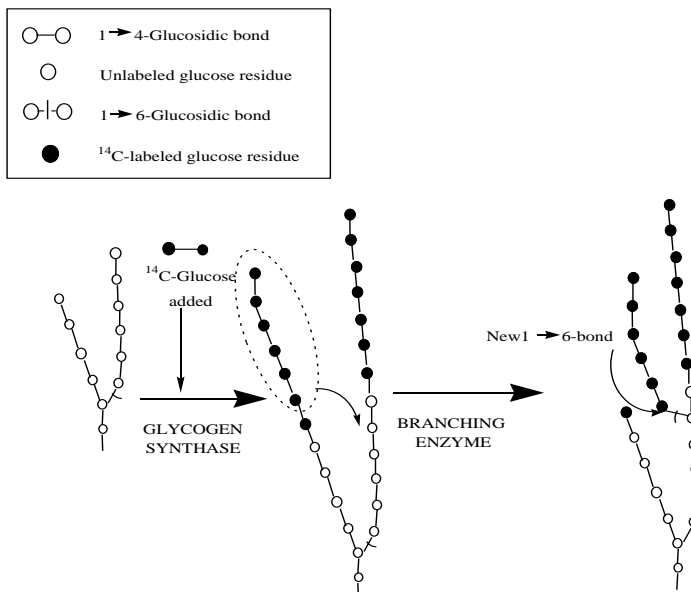 1→4-Glucosidic bond
Unlabeled glucose residue
1→6-Glucosidic bond
14C-labeled glucose residue
14C-Glucose
added
New1→6-bond
GLYCOGEN
SYNTHASE
BRANCHING
ENZYME